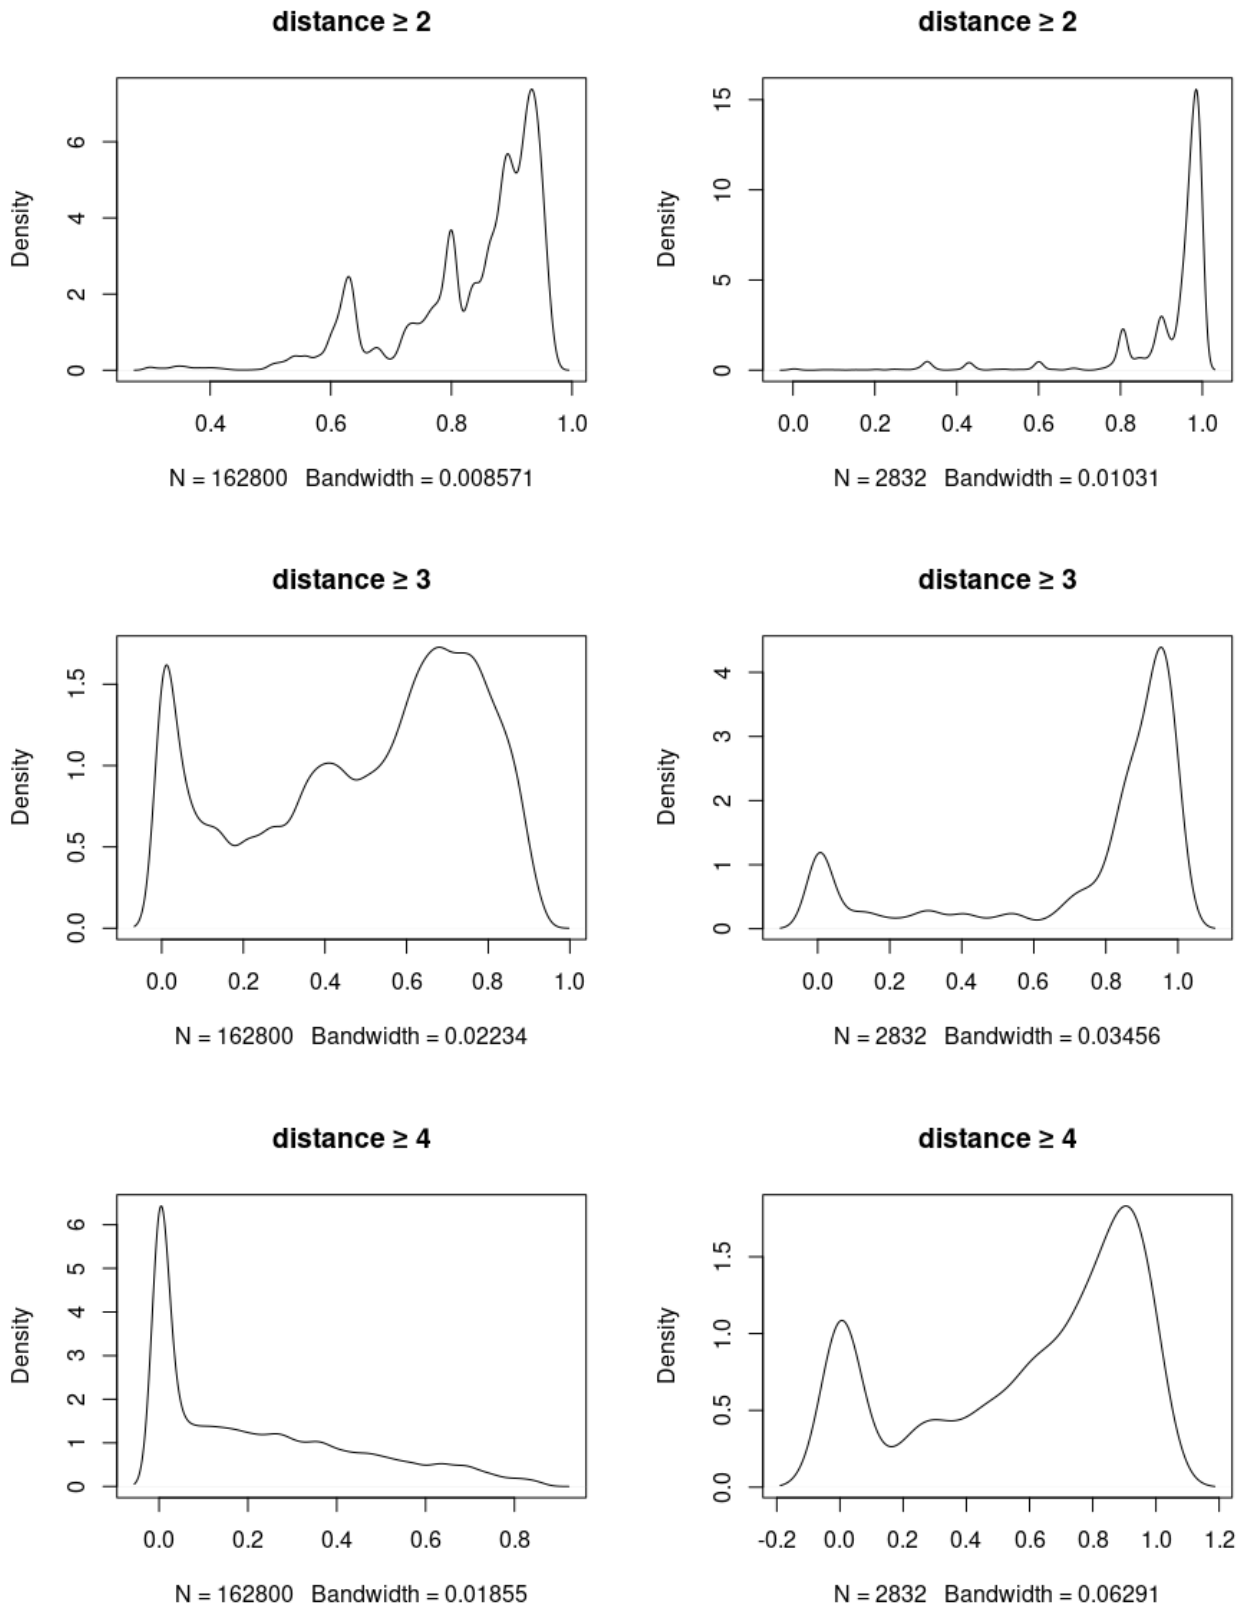 distance ≥ 2
Density
0 2 4 6
0.4 0.6 0.8 1.0
N = 162800 Bandwidth = 0.008571
distance ≥ 2
Density
0 5 10 15
0.0 0.2 0.4 0.6 0.8 1.0
N = 2832 Bandwidth = 0.01031
distance ≥ 3
Density
0.0 0.5 1.0 1.5
0.0 0.2 0.4 0.6 0.8 1.0
N = 162800 Bandwidth = 0.02234
distance ≥ 3
Density
0 1 2 3 4
0.0 0.2 0.4 0.6 0.8 1.0
N = 2832 Bandwidth = 0.03456
distance ≥ 4
Density
0 1 2 3 4 5 6
0.0 0.2 0.4 0.6 0.8
N = 162800 Bandwidth = 0.01855
distance ≥ 4
Density
0.0 0.5 1.0 1.5
-0.2 0.0 0.2 0.4 0.6 0.8 1.0 1.2
N = 2832 Bandwidth = 0.06291